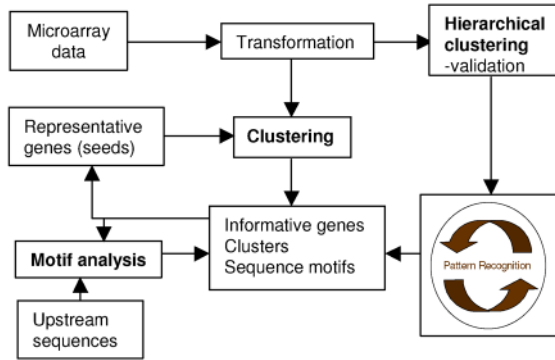 Microarray
data
Transformation
Hierarchical
clustering
-validation
Representative
genes (seeds)
Clustering
Informative genes
Clusters
Sequence motifs
Motif analysis
Pattern Recognition
Upstream
sequences